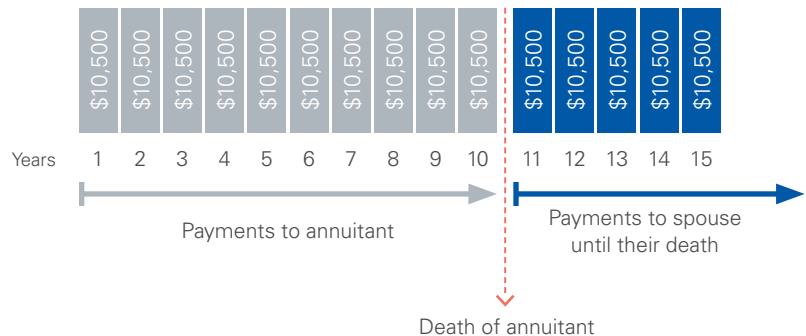 $10,500 $10,500 $10,500 $10,500 $10,500 $10,500 $10,500 $10,500 $10,500 $10,500 $10,500 $10,500 $10,500 $10,500 $10,500
Years 1 2 3 4 5 6 7 8 9 10 11 12 13 14 15
Payments to annuitant
Payments to spouse
until their death
Death of annuitant